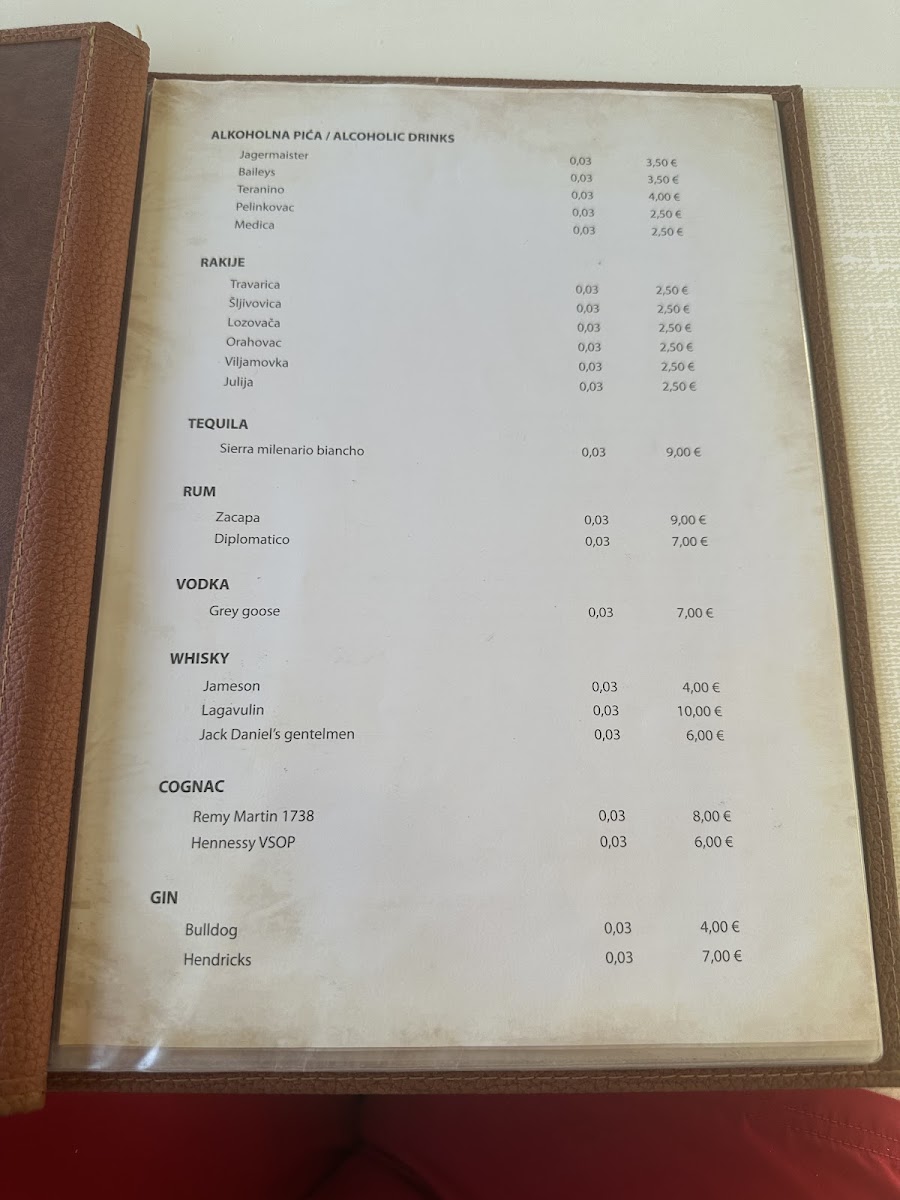 ALKOHOLNA PIĆA / ALCOHOLIC DRINKS
Jagermaister 0,03 3,50 €
Baileys 0,03 3,50 €
Teranino 0,03 4,00 €
Pelinkovac 0,03 2,50 €
Medica 0,03 2,50 €
RAKIJE
Travarica 0,03 2,50 €
Šljivovica 0,03 2,50 €
Lozovača 0,03 2,50 €
Orahovac 0,03 2,50 €
Viljamovka 0,03 2,50 €
Julija 0,03 2,50 €
TEQUILA
Sierra milenario biancho 0,03 9,00 €
RUM
Zacapa 0,03 9,00 €
Diplomatico 0,03 7,00 €
VODKA
Grey goose 0,03 7,00 €
WHISKY
Jameson 0,03 4,00 €
Lagavulin 0,03 10,00 €
Jack Daniel's gentelmen 0,03 6,00 €
COGNAC
Remy Martin 1738 0,03 8,00 €
Hennessy VSOP 0,03 6,00 €
GIN
Bulldog 0,03 4,00 €
Hendricks 0,03 7,00 €